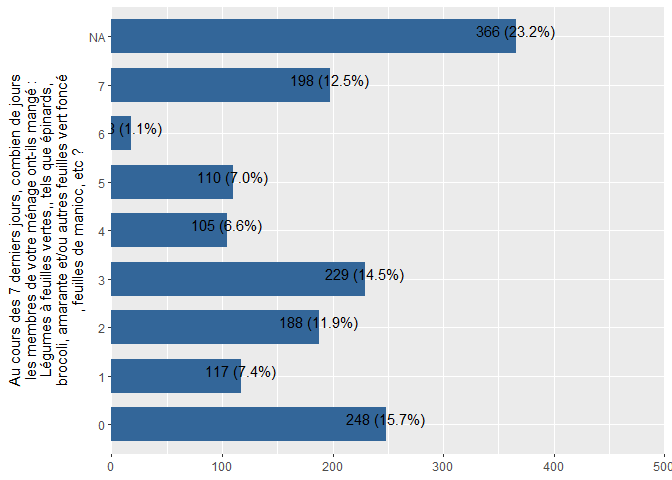 Au cours des 7 derniers jours, combien de jours
les membres de votre ménage ont-ils mangé :
Légumes à feuilles vertes,, tels que épinards,
brocoli, amarante et/ou autres feuilles vert foncé
, feuilles de manioc, etc ?
NA
366 (23.2%)
7
198 (12.5%)
6
(1.1%)
5
110 (7.0%)
4
105 (6.6%)
3
229 (14.5%)
2
188 (11.9%)
1
117 (7.4%)
0
248 (15.7%)
0 100 200 300 400 500